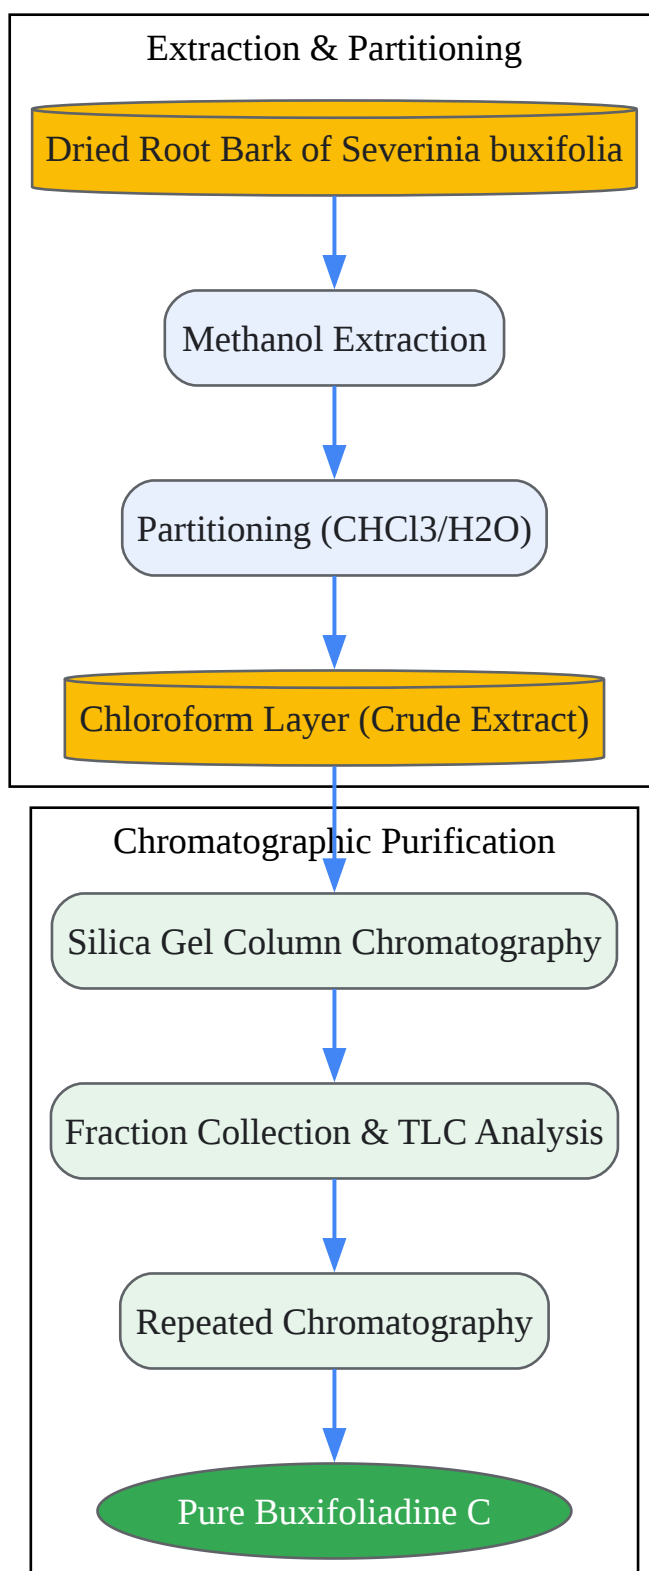 Extraction & Partitioning
Dried Root Bark of Severinia buxifolia
Methanol Extraction
Partitioning (CHCl3/H2O)
Chloroform Layer (Crude Extract)
Chromatographic Purification
Silica Gel Column Chromatography
Fraction Collection & TLC Analysis
Repeated Chromatography
Pure Buxifoliadine C